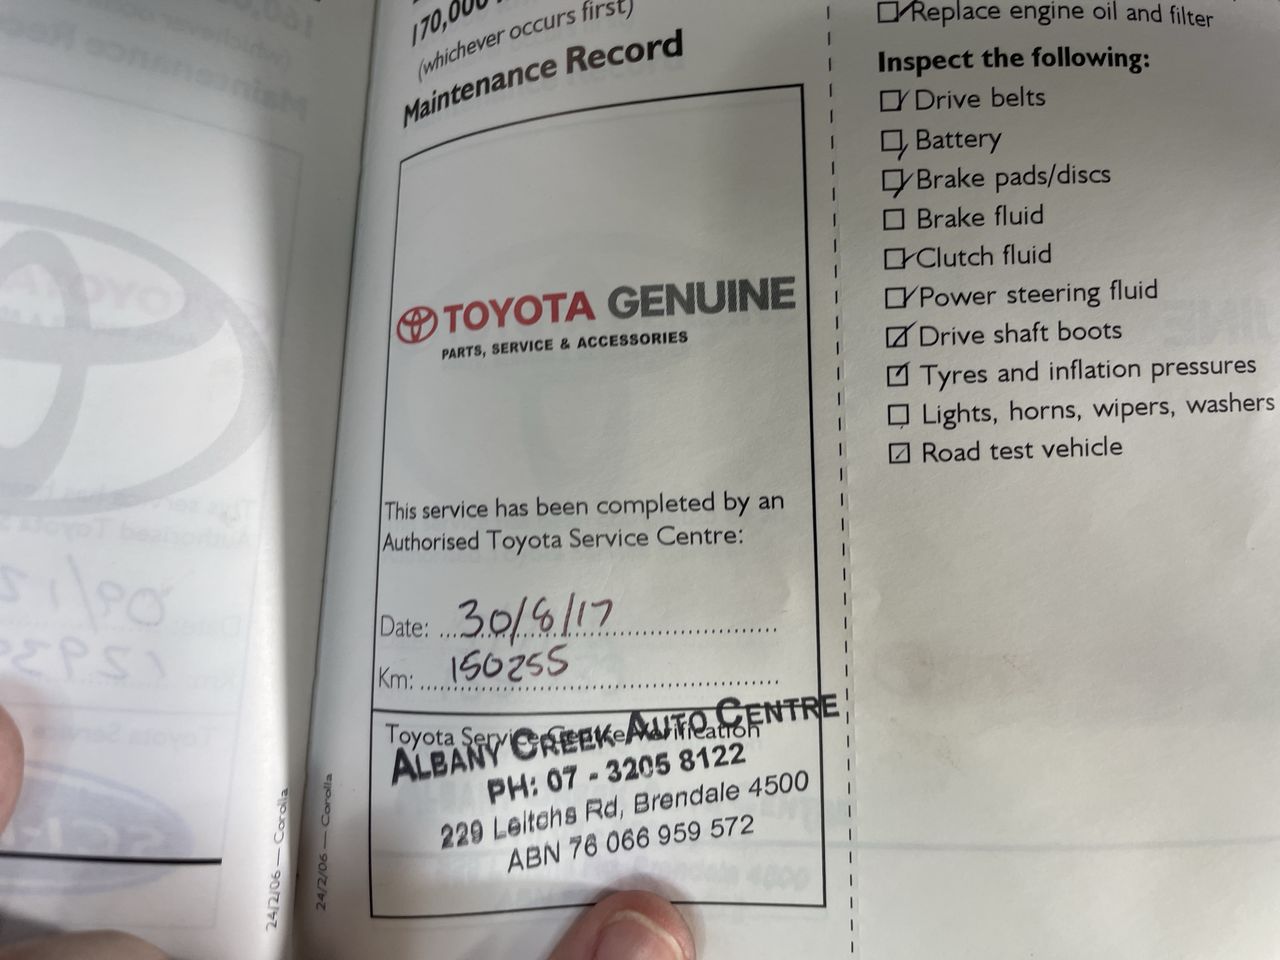 170,000
(whichever occurs first)
Maintenance Record
TOYOTA GENUINE
PARTS, SERVICE & ACCESSORIES
This service has been completed by an
Authorised Toyota Service Centre:
Date: 30/8/17
Km: 150255
Toyota Service Centre Verification
ALBANY CREEK AUTO CENTRE
PH: 07 - 3205 8122
229 Leitchs Rd, Brendale 4500
ABN 76 066 959 572
24/2/06 — Corolla
24/2/06 — Corolla
Replace engine oil and filter
Inspect the following:
Drive belts
Battery
Brake pads/discs
Brake fluid
Clutch fluid
Power steering fluid
Drive shaft boots
Tyres and inflation pressures
Lights, horns, wipers, washers
Road test vehicle